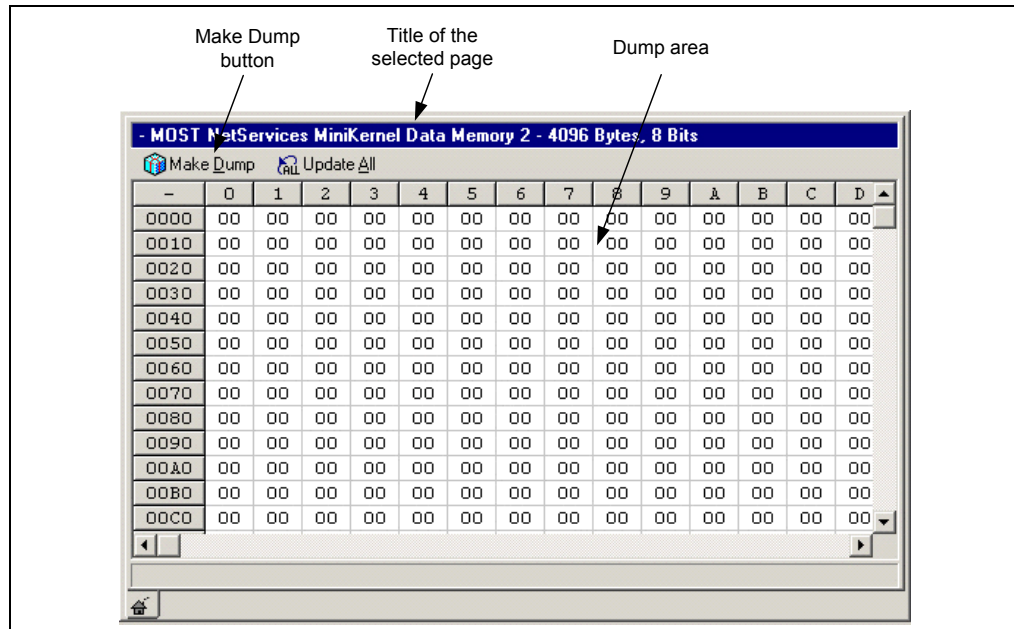 Make Dump
button
Title of the
selected page
Dump area
- MOST NetServices MiniKernel Data Memory 2 - 4096 Bytes, 8 Bits
Make Dump ALL Update All
- 0 1 2 3 4 5 6 7 8 9 A B C D
0000 00 00 00 00 00 00 00 00 00 00 00 00 00 00
0010 00 00 00 00 00 00 00 00 00 00 00 00 00 00
0020 00 00 00 00 00 00 00 00 00 00 00 00 00 00
0030 00 00 00 00 00 00 00 00 00 00 00 00 00 00
0040 00 00 00 00 00 00 00 00 00 00 00 00 00 00
0050 00 00 00 00 00 00 00 00 00 00 00 00 00 00
0060 00 00 00 00 00 00 00 00 00 00 00 00 00 00
0070 00 00 00 00 00 00 00 00 00 00 00 00 00 00
0080 00 00 00 00 00 00 00 00 00 00 00 00 00 00
0090 00 00 00 00 00 00 00 00 00 00 00 00 00 00
00A0 00 00 00 00 00 00 00 00 00 00 00 00 00 00
00B0 00 00 00 00 00 00 00 00 00 00 00 00 00 00
00C0 00 00 00 00 00 00 00 00 00 00 00 00 00 00